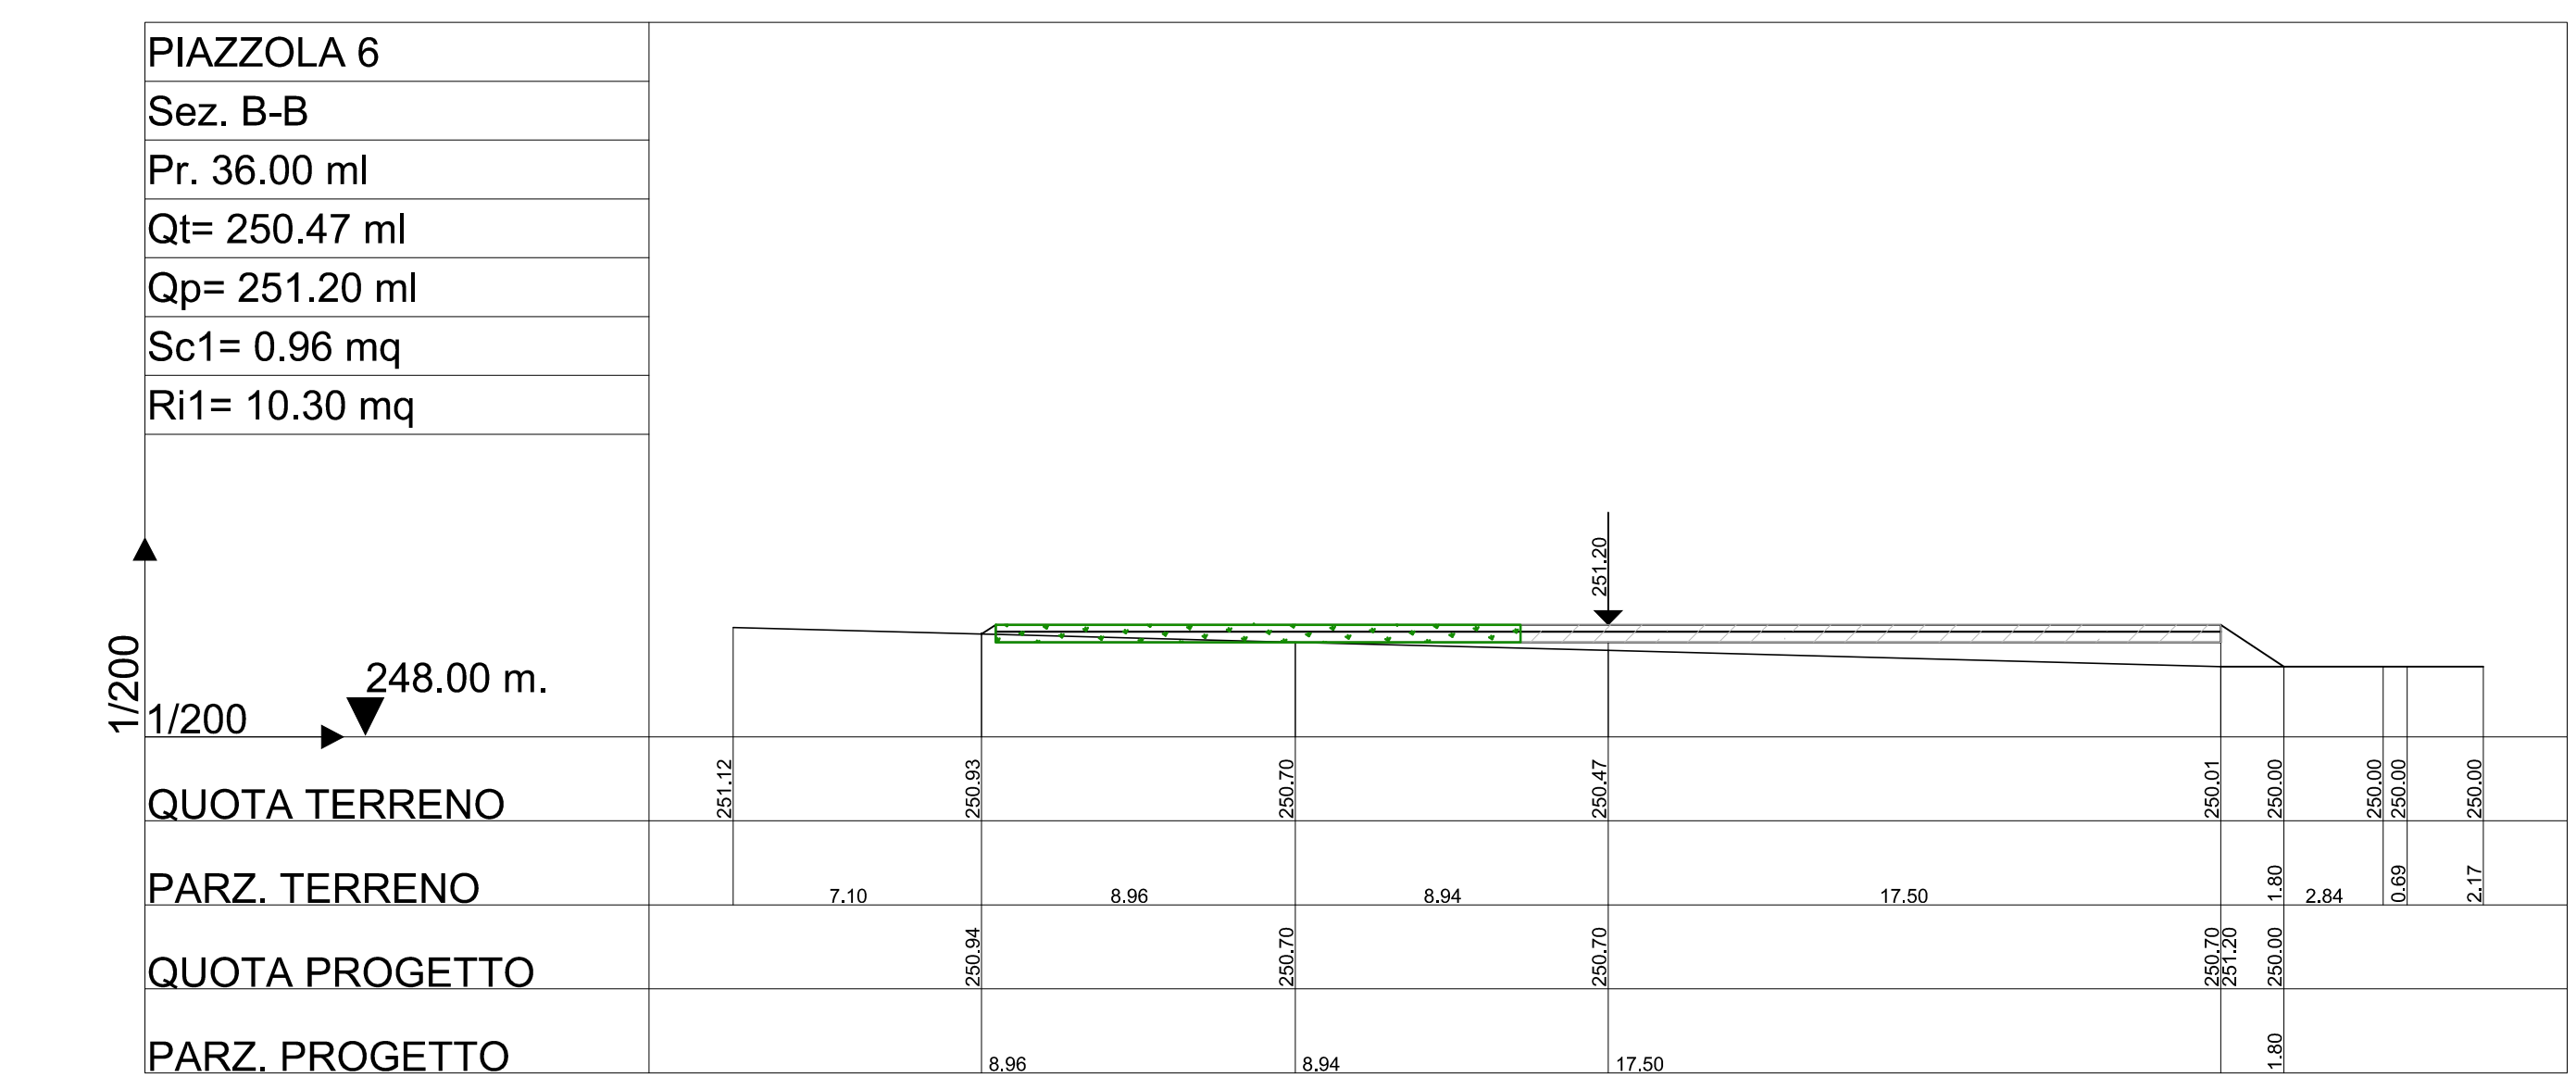 PIAZZOLA 6
Sez. B-B
Pr. 36.00 ml
Qt= 250.47 ml
Qp= 251.20 ml
Sc1= 0.96 mq
Ri1= 10.30 mq
251.20
1/200
248.00 m.
1/200
QUOTA TERRENO 251.12 250.93 250.70 250.47 250.01 250.00 250.00 250.00 250.00
PARZ. TERRENO 7.10 8.96 8.94 17.50 1.80 2.84 0.69 2.17
QUOTA PROGETTO 250.94 250.70 250.70 250.70 251.20 250.00
PARZ. PROGETTO 8.96 8.94 17.50 1.80